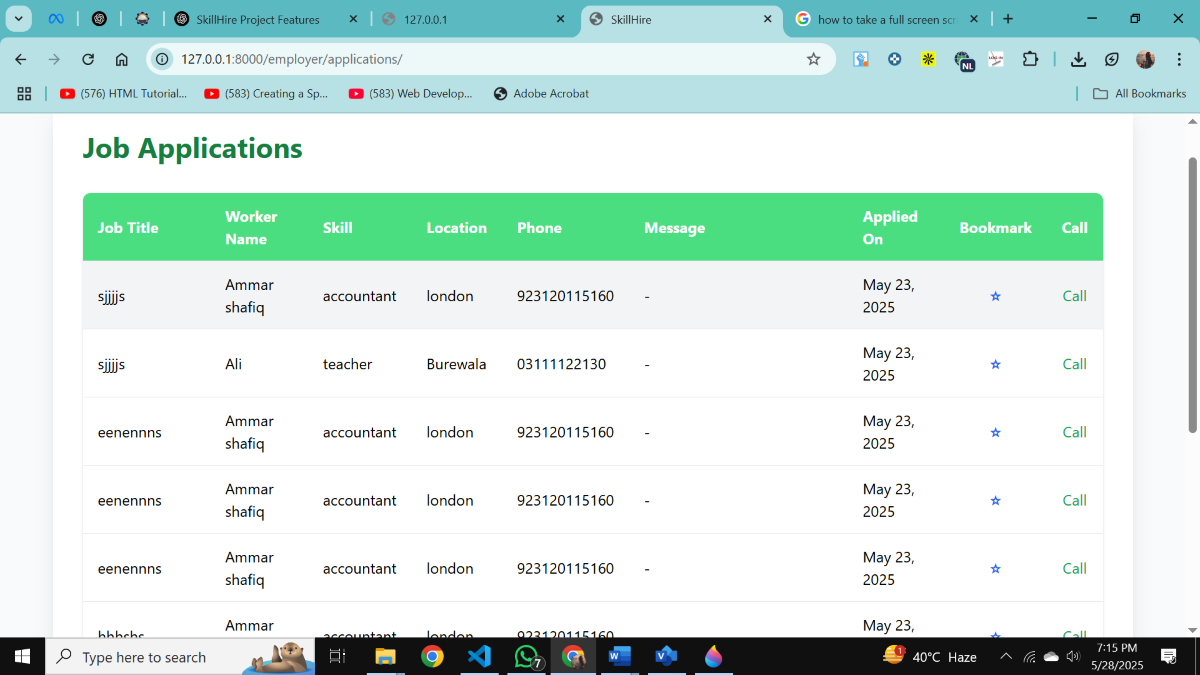 SkillHire Project Features
127.0.0.1
SkillHire
how to take a full screen scr
127.0.0.1:8000/employer/applications/
NL
(576) HTML Tutorial...
(583) Creating a Sp...
(583) Web Develop...
Adobe Acrobat
All Bookmarks
Job Applications
Job Title Worker Name Skill Location Phone Message Applied On Bookmark Call
sjjjjs Ammar shafiq accountant london 923120115160 - May 23, 2025 ☆ Call
sjjjjs Ali teacher Burewala 03111122130 - May 23, 2025 ☆ Call
eenennns Ammar shafiq accountant london 923120115160 - May 23, 2025 ☆ Call
eenennns Ammar shafiq accountant london 923120115160 - May 23, 2025 ☆ Call
eenennns Ammar shafiq accountant london 923120115160 - May 23, 2025 ☆ Call
Ammar accountant london 923120115160 May 23, Call
Type here to search
7
1
40°C Haze
7:15 PM
5/28/2025